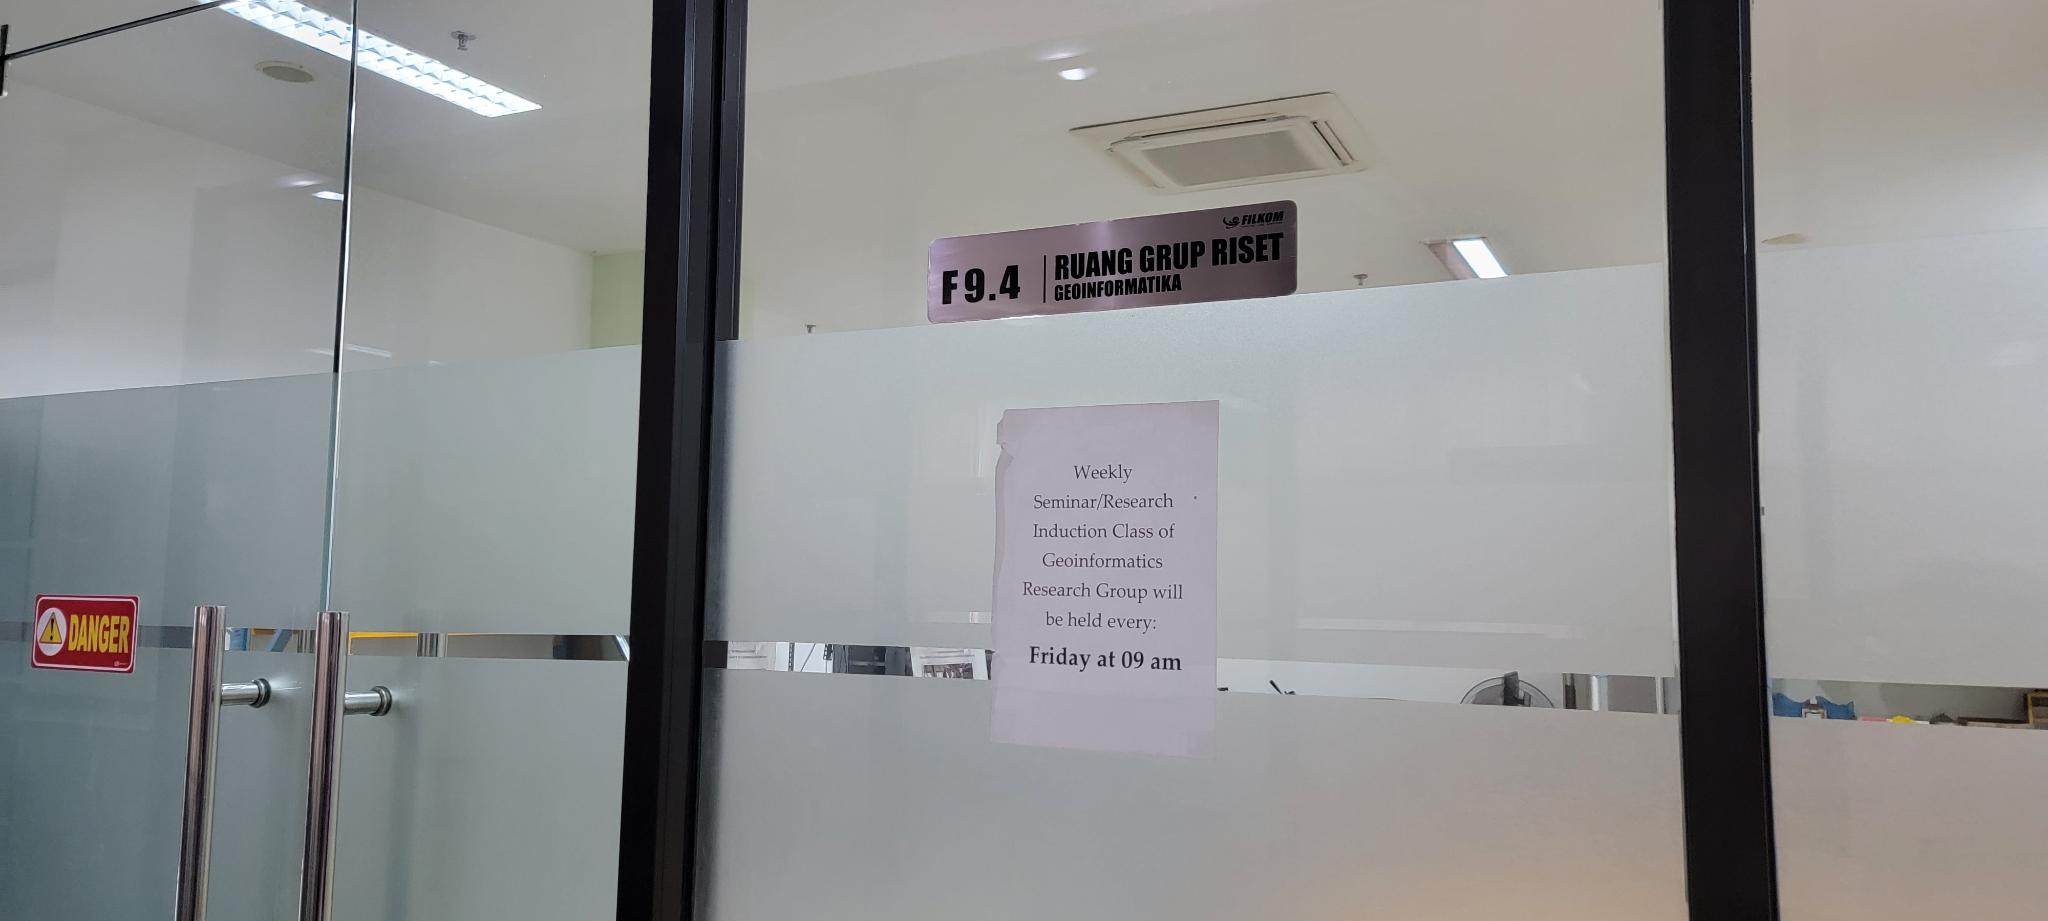 FILKOM
F 9.4
RUANG GRUP RISET
GEOINFORMATIKA
Weekly
Seminar/Research
Induction Class of
Geoinformatics
Research Group will
be held every:
Friday at 09 am
DANGER